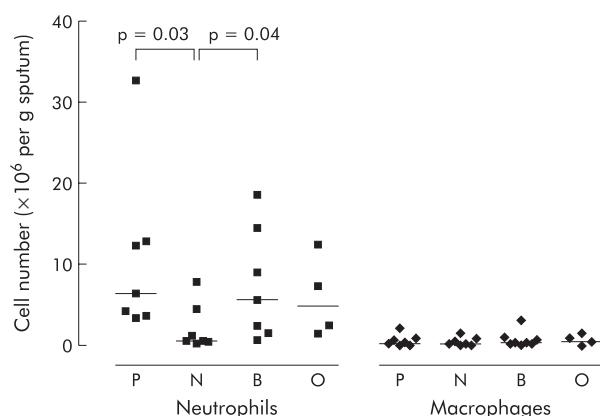 40
30
20
10
0
Cell number (×10⁶ per g sputum)
p = 0.03 p = 0.04
P N B O P N B O
Neutrophils Macrophages